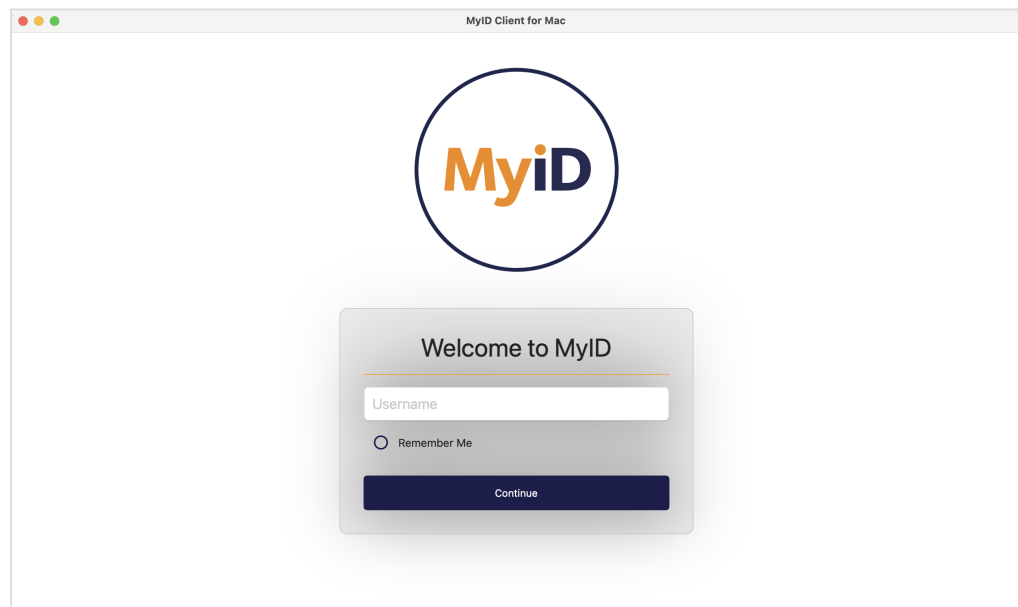 MyID Client for Mac
MyiD
Welcome to MyID
Username
Remember Me
Continue